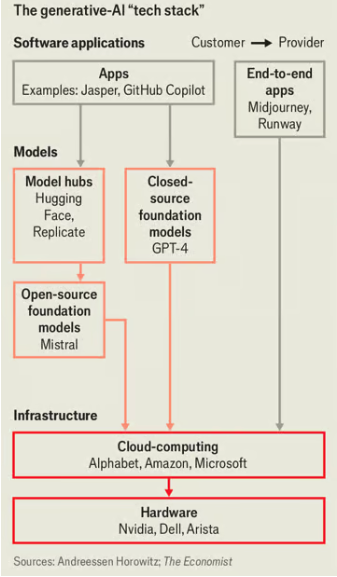 The generative-AI “tech stack”
Software applications
Customer → Provider
Apps
Examples: Jasper, GitHub Copilot
End-to-end
apps
Midjourney,
Runway
Models
Model hubs
Hugging
Face,
Replicate
Closed-
source
foundation
models
GPT-4
Open-source
foundation
models
Mistral
Infrastructure
Cloud-computing
Alphabet, Amazon, Microsoft
Hardware
Nvidia, Dell, Arista
Sources: Andreessen Horowitz; The Economist